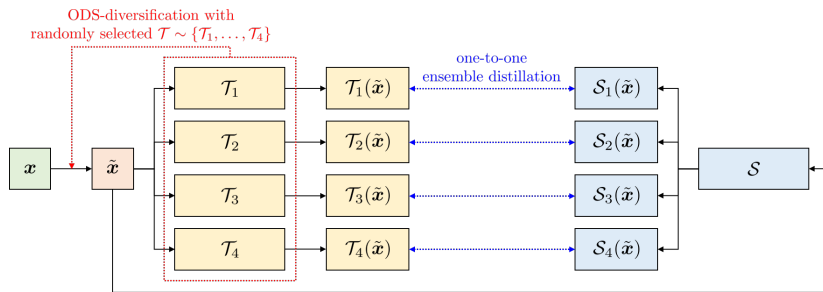 ODS-diversification with
randomly selected 𝒯 ∼ {𝒯₁, . . . , 𝒯₄}
one-to-one
ensemble distillation
𝒯₁ 𝒯₁(x̃) 𝒮₁(x̃)
𝒯₂ 𝒯₂(x̃) 𝒮₂(x̃)
x x̃ 𝒮
𝒯₃ 𝒯₃(x̃) 𝒮₃(x̃)
𝒯₄ 𝒯₄(x̃) 𝒮₄(x̃)